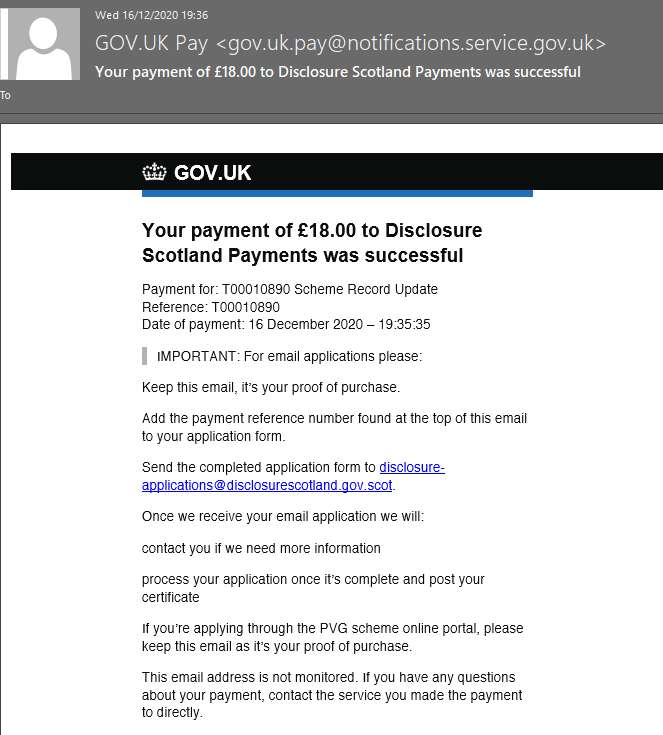 Wed 16/12/2020 19:36
GOV.UK Pay <gov.uk.pay@notifications.service.gov.uk>
Your payment of £18.00 to Disclosure Scotland Payments was successful
To
GOV.UK
Your payment of £18.00 to Disclosure
Scotland Payments was successful
Payment for: T00010890 Scheme Record Update
Reference: T00010890
Date of payment: 16 December 2020 – 19:35:35
IMPORTANT: For email applications please:
Keep this email, it’s your proof of purchase.
Add the payment reference number found at the top of this email
to your application form.
Send the completed application form to disclosure-
applications@disclosurescotland.gov.scot.
Once we receive your email application we will:
contact you if we need more information
process your application once it’s complete and post your
certificate
If you’re applying through the PVG scheme online portal, please
keep this email as it’s your proof of purchase.
This email address is not monitored. If you have any questions
about your payment, contact the service you made the payment
to directly.